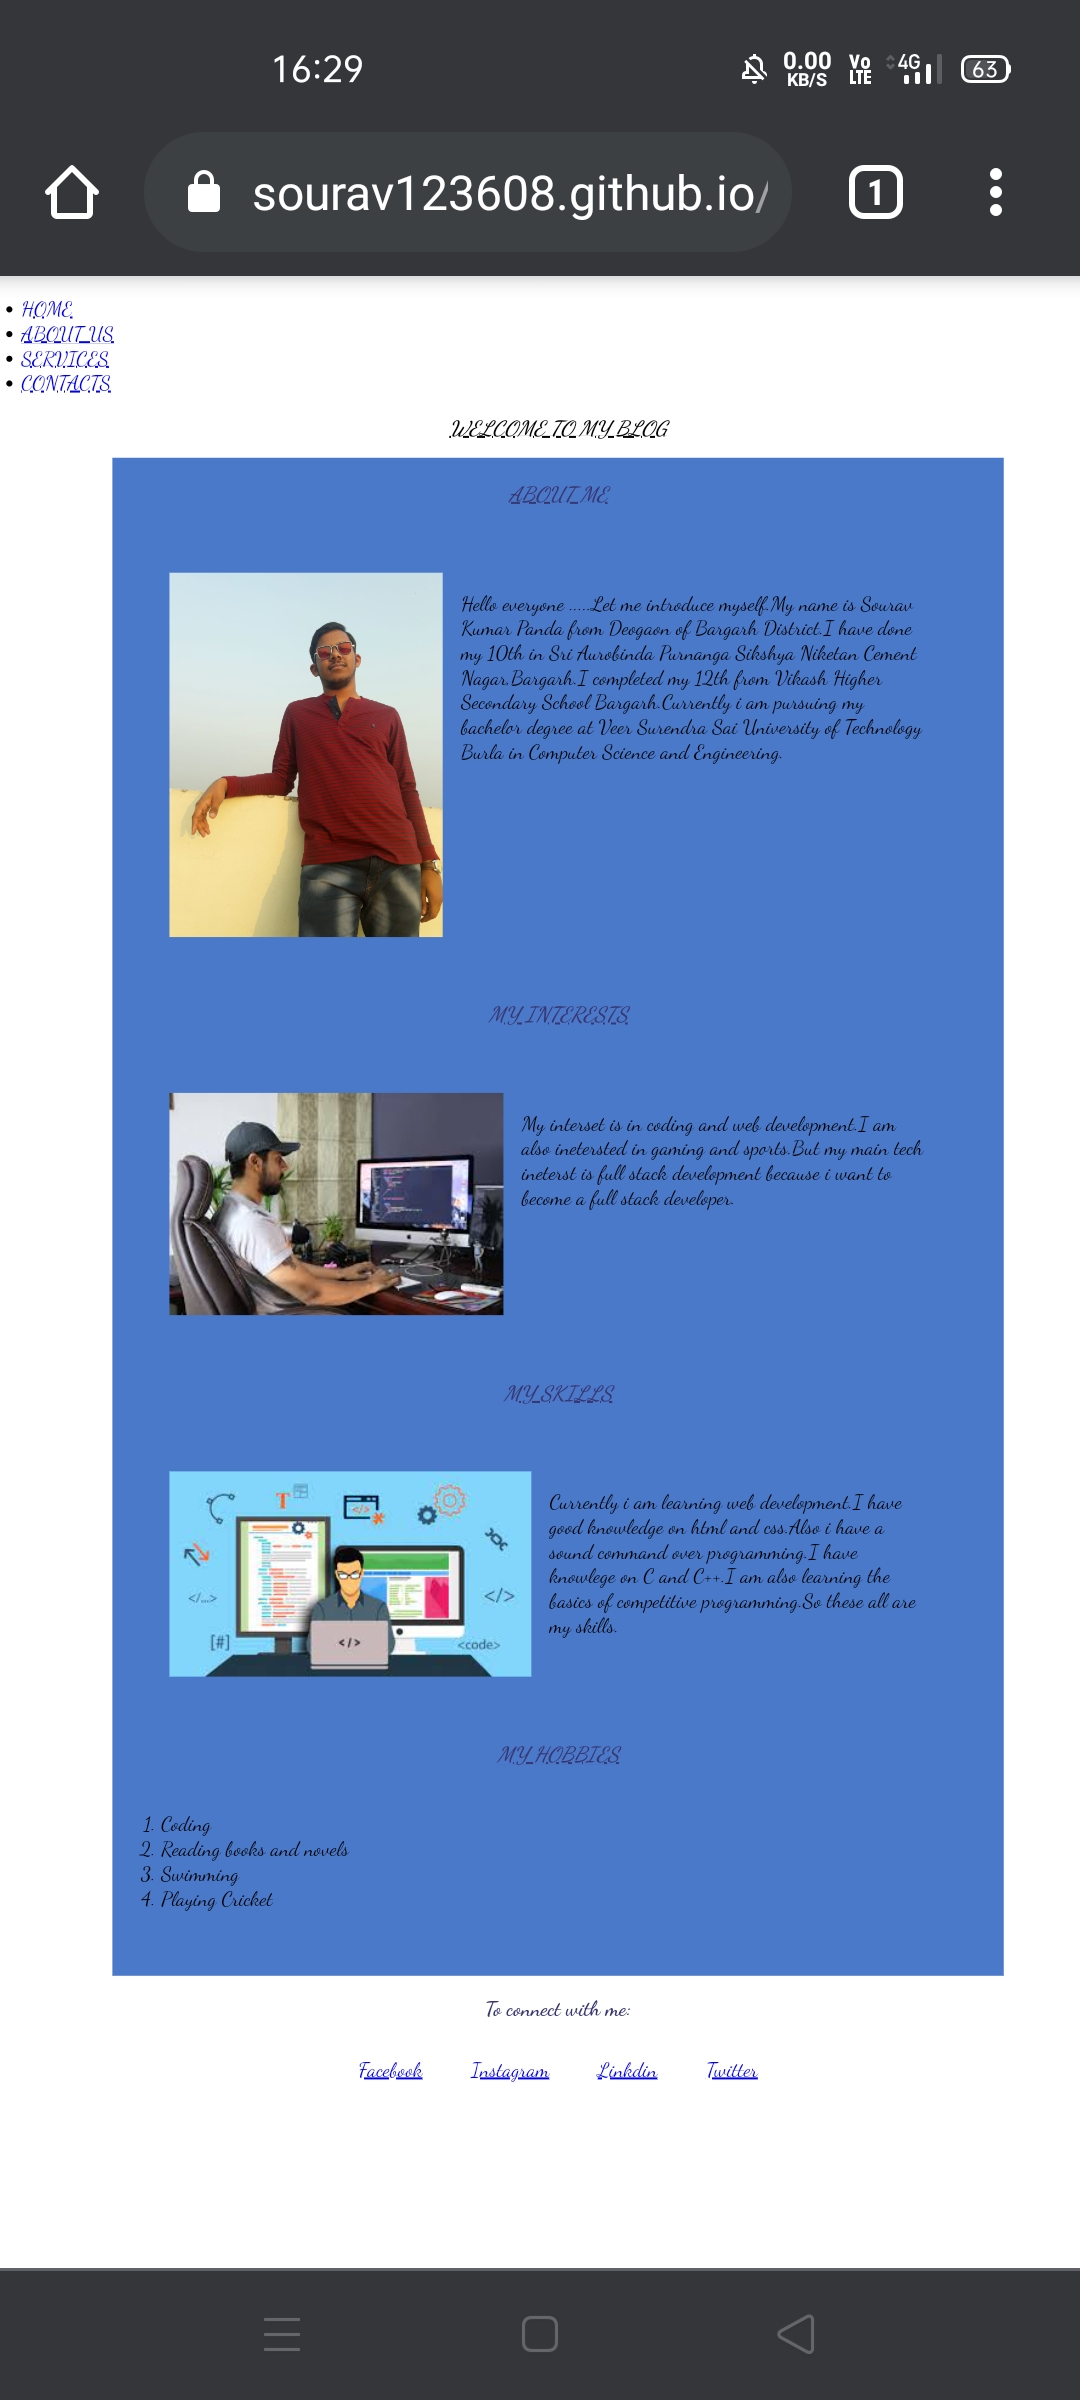 16:29
0.00
KB/S
Vo
LTE
4G
63
sourav123608.github.io/
1
• HOME
• ABOUT US
• SERVICES
• CONTACTS
WELCOME TO MY BLOG
ABOUT ME
Hello everyone .....Let me introduce myself.My name is Sourav
Kumar Panda from Deogaon of Bargarh District.I have done
my 10th in Sri Aurobinda Purnanga Sikshya Niketan Cement
Nagar,Bargarh.I completed my 12th from Vikash Higher
Secondary School Bargarh.Currently i am pursuing my
bachelor degree at Veer Surendra Sai University of Technology
Burla in Computer Science and Engineering.
MY INTERESTS
My interset is in coding and web development.I am
also inetersted in gaming and sports.But my main tech
ineterst is full stack development because i want to
become a full stack developer.
MY SKILLS
T
</...>
[#]
</>
</>
<code>
Currently i am learning web development.I have
good knowledge on html and css.Also i have a
sound command over programming.I have
knowlege on C and C++.I am also learning the
basics of competitive programming.So these all are
my skills.
MY HOBBIES
1. Coding
2. Reading books and novels
3. Swimming
4. Playing Cricket
To connect with me:
Facebook Instagram Linkdin Twitter